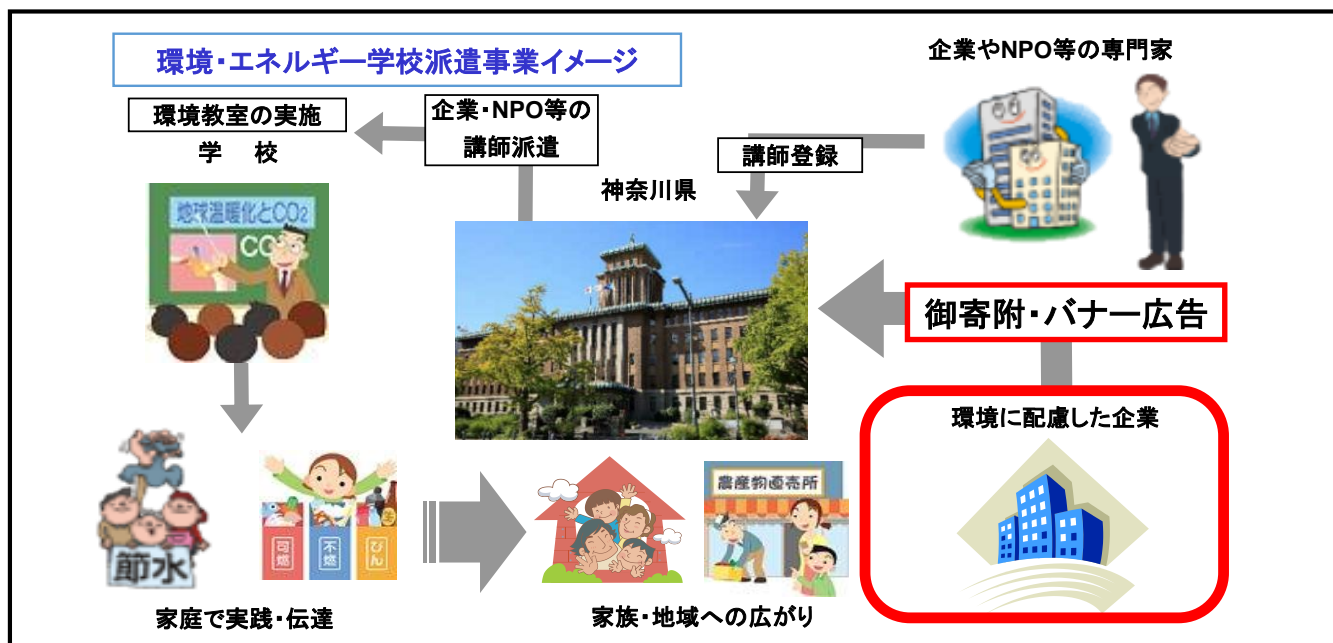 環境・エネルギー学校派遣事業イメージ
企業やNPO等の専門家
環境教室の実施
学 校
企業・NPO等の
講師派遣
講師登録
神奈川県
地球温暖化とCO2
CO
御寄附・バナー広告
環境に配慮した企業
農産物直売所
節水
可燃
不燃
びん
家庭で実践・伝達
家族・地域への広がり